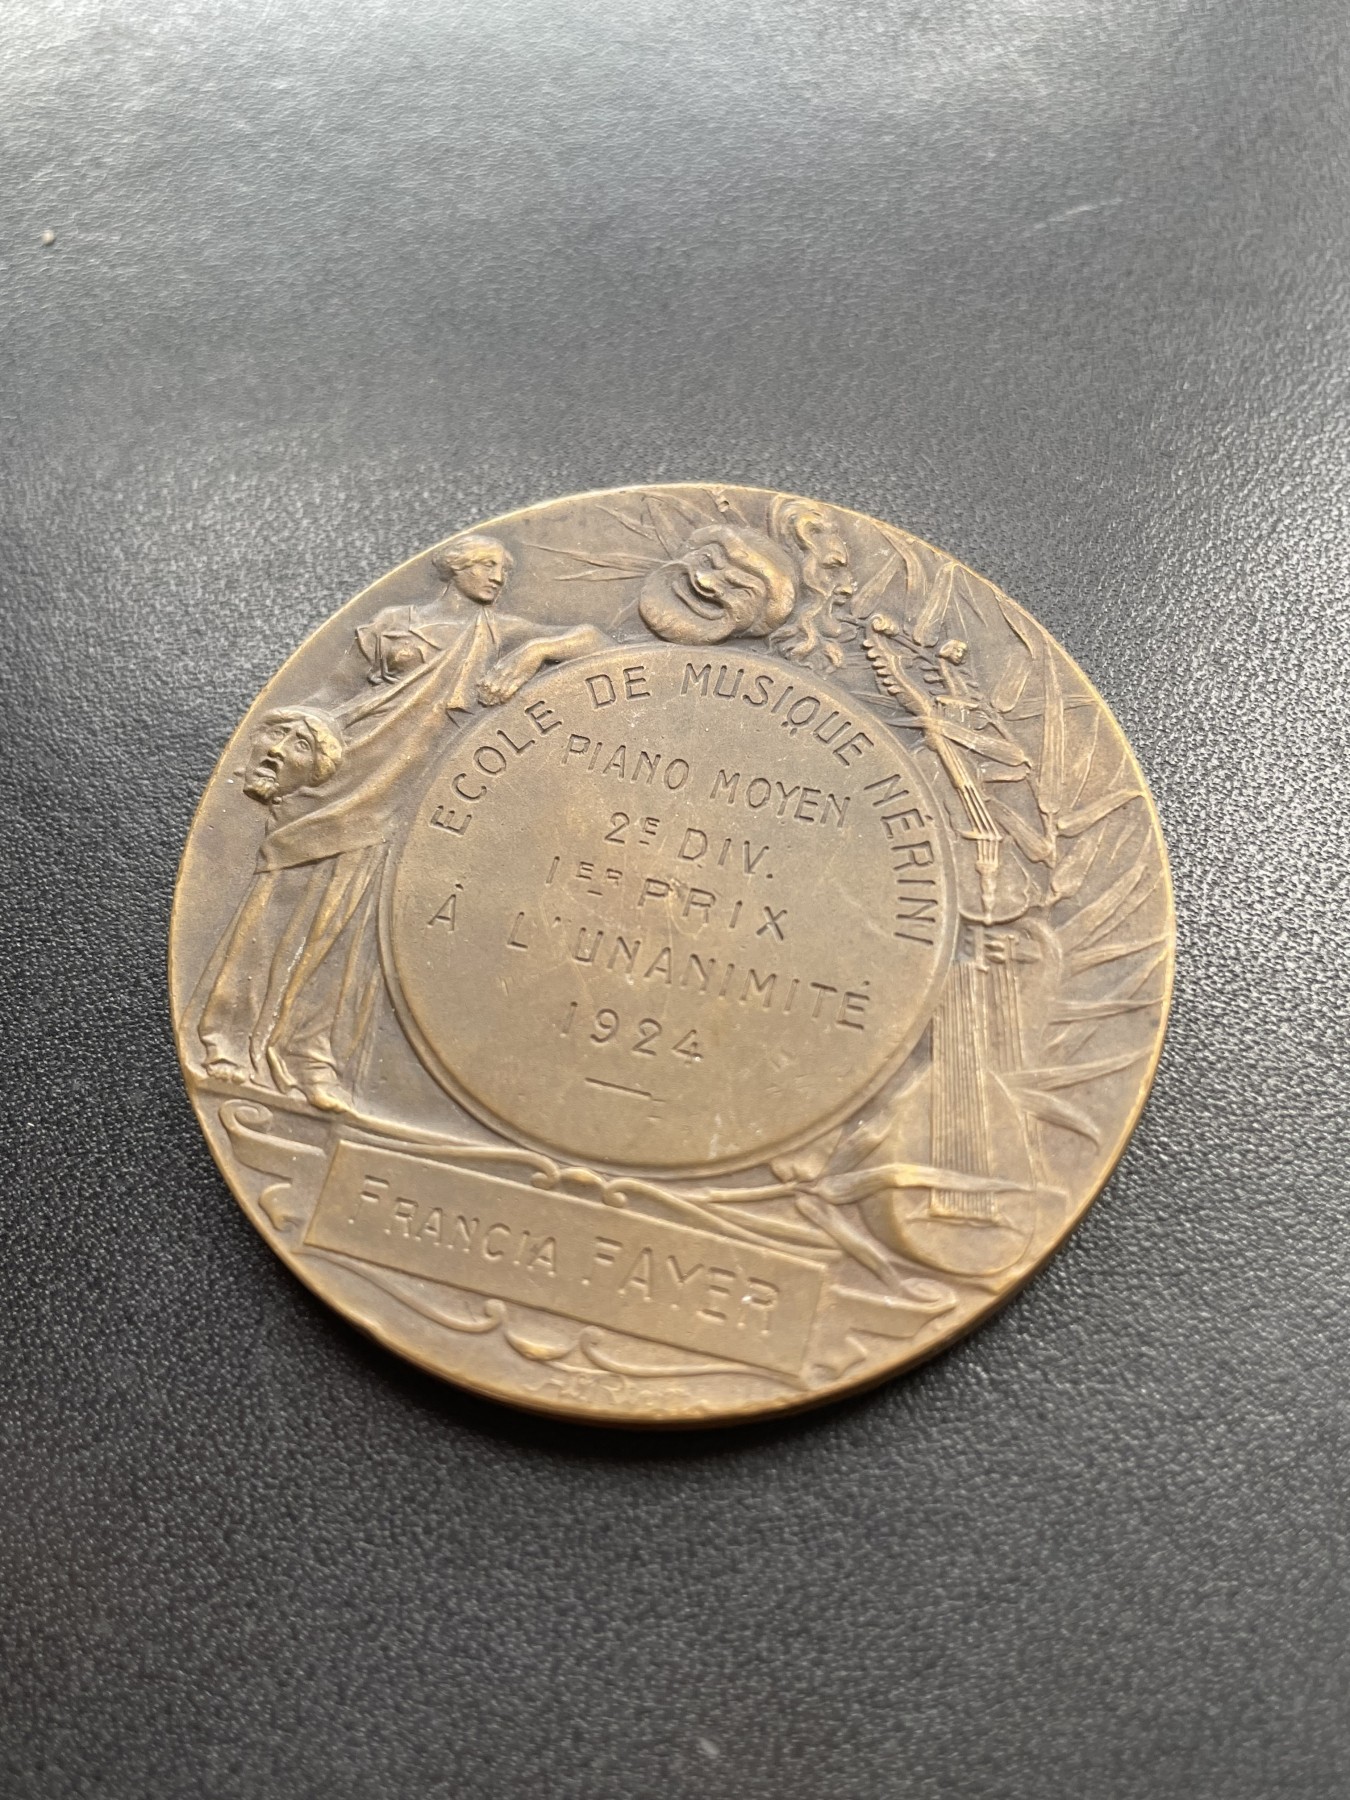 ECOLE DE MUSIQUE NÉRINI
PIANO MOYEN
2E DIV.
1ER PRIX
À L'UNANIMITÉ
1924
FRANCIA FAYER